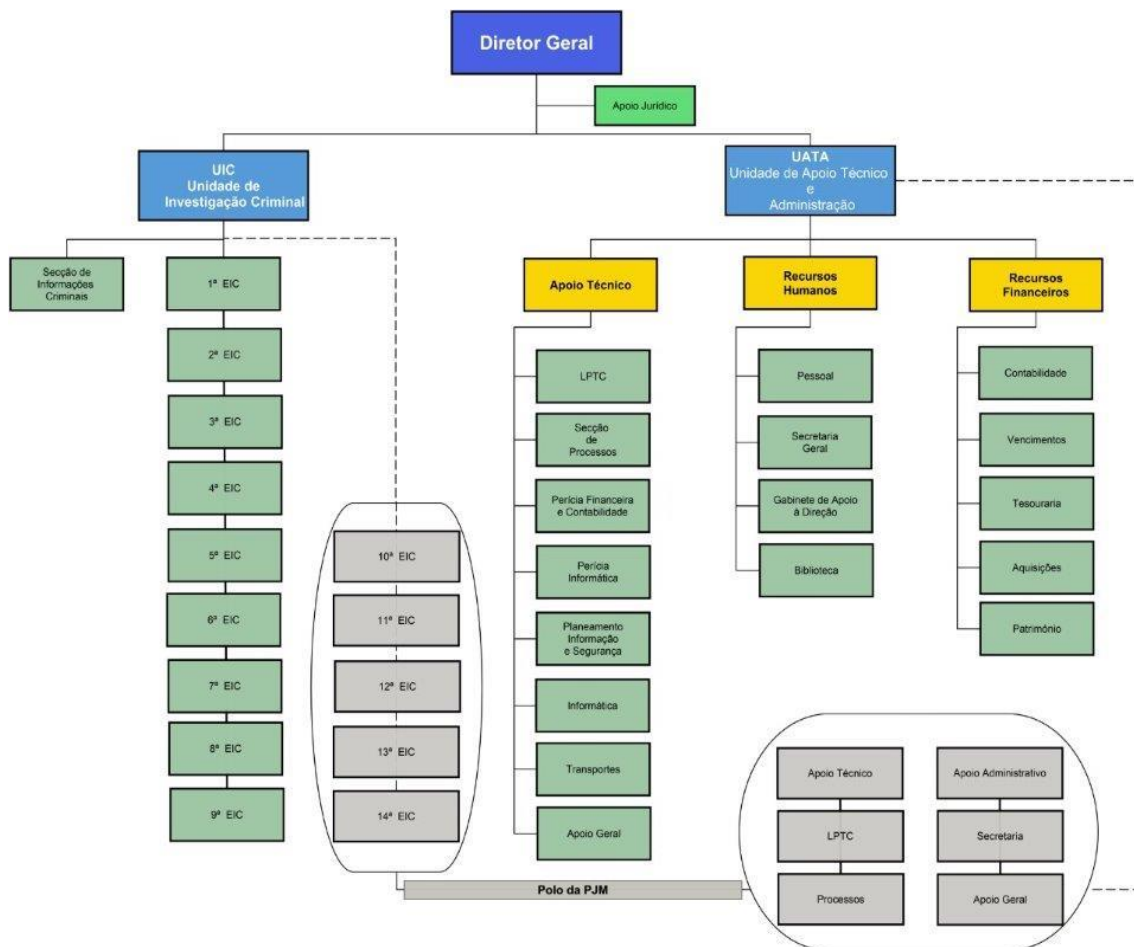 Diretor Geral
Apoio Jurídico
UIC
Unidade de
Investigação Criminal
UATA
Unidade de Apoio Técnico
e
Administração
Secção de
Informações
Criminais
1ª EIC
2ª EIC
3ª EIC
4ª EIC
5ª EIC
6ª EIC
7ª EIC
8ª EIC
9ª EIC
10ª EIC
11ª EIC
12ª EIC
13ª EIC
14ª EIC
Apoio Técnico
LPTC
Secção
de
Processos
Perícia Financeira
e Contabilidade
Perícia
Informática
Planeamento
Informação
e Segurança
Informática
Transportes
Apoio Geral
Recursos
Humanos
Pessoal
Secretaria
Geral
Gabinete de Apoio
à Direção
Biblioteca
Recursos
Financeiros
Contabilidade
Vencimentos
Tesouraria
Aquisições
Património
Polo da PJM
Apoio Técnico
LPTC
Processos
Apoio Administrativo
Secretaria
Apoio Geral